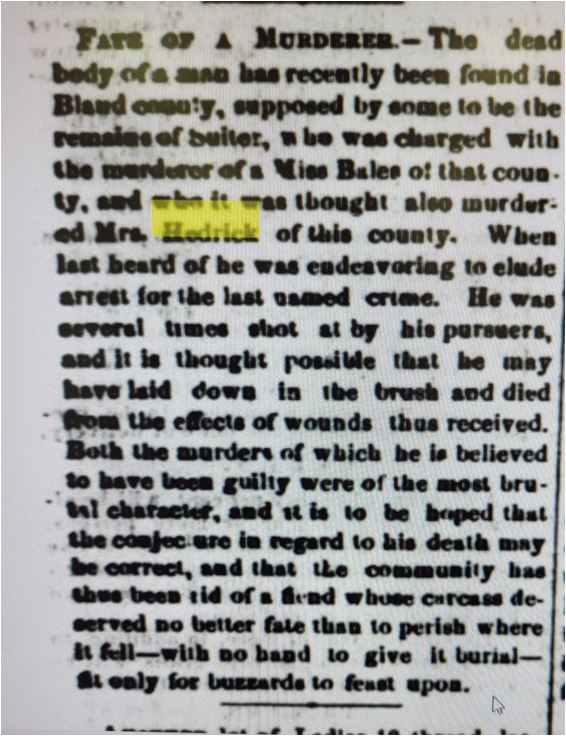 FATE OF A MURDERER.—The dead
body of a man has recently been found in
Bland county, supposed by some to be the
remains of Suiter, who was charged with
the murderer of a Miss Bales of that coun-
ty, and who it was thought also murder-
ed Mrs. Hedrick of this county. When
last heard of he was endeavoring to elude
arrest for the last named crime. He was
several times shot at by his pursuers,
and it is thought possible that he may
have laid down in the brush and died
from the effects of wounds thus received.
Both the murders of which he is believed
to have been guilty were of the most bru-
tal character, and it is to be hoped that
the conjecture in regard to his death may
be correct, and that the community has
thus been rid of a fiend whose carcass de-
served no better fate than to perish where
it fell—with no hand to give it burial—
fit only for buzzards to feast upon.